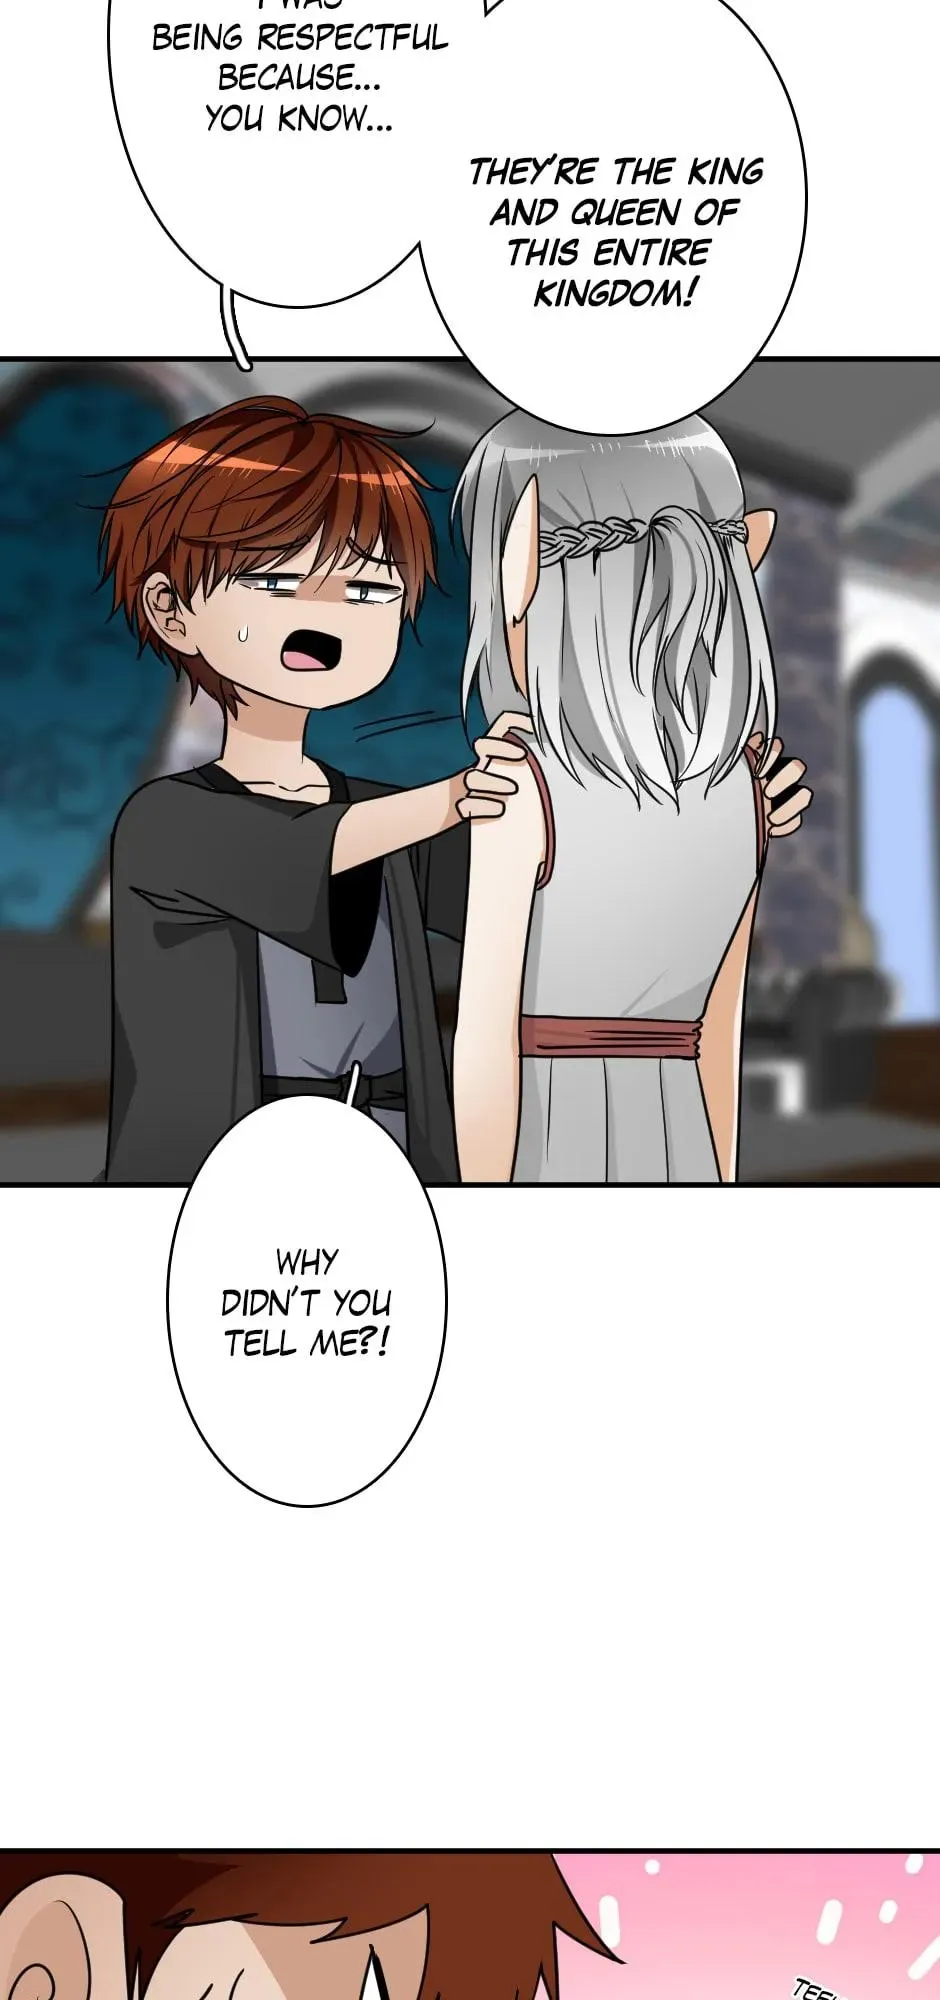 I WAS
BEING RESPECTFUL
BECAUSE...
YOU KNOW...
THEY'RE THE KING
AND QUEEN OF
THIS ENTIRE
KINGDOM!
WHY
DIDN'T YOU
TELL ME?!